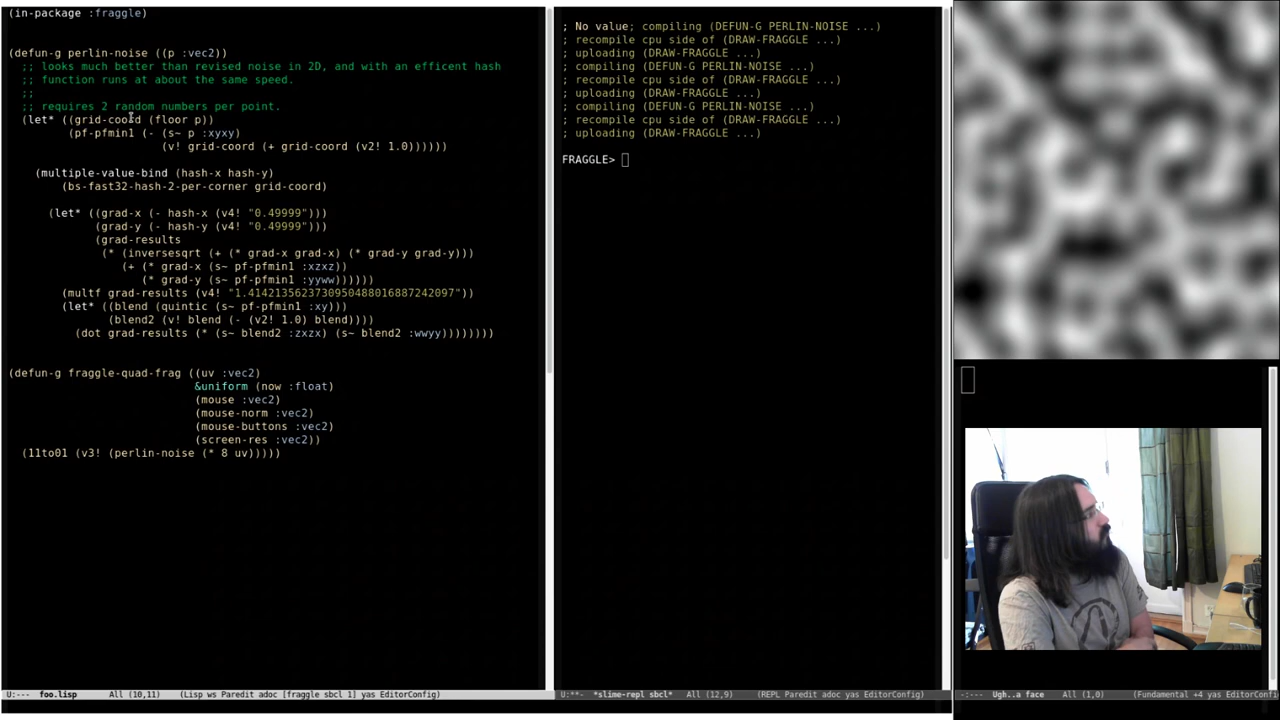 (in-package :fraggle)
(defun-g perlin-noise ((p :vec2))
;; looks much better than revised noise in 2D, and with an efficent hash
;; function runs at about the same speed.
;;
;; requires 2 random numbers per point.
(let* ((grid-coord (floor p))
(pf-pfmin1 (- (s~ p :xyxy)
(v! grid-coord (+ grid-coord (v2! 1.0))))))
(multiple-value-bind (hash-x hash-y)
(bs-fast32-hash-2-per-corner grid-coord)
(let* ((grad-x (- hash-x (v4! "0.49999")))
(grad-y (- hash-y (v4! "0.49999")))
(grad-results
(* (inversesqrt (+ (* grad-x grad-x) (* grad-y grad-y)))
(+ (* grad-x (s~ pf-pfmin1 :xzxz))
(* grad-y (s~ pf-pfmin1 :yyww))))))
(multf grad-results (v4! "1.4142135623730950488016887242097"))
(let* ((blend (quintic (s~ pf-pfmin1 :xy)))
(blend2 (v! blend (- (v2! 1.0) blend))))
(dot grad-results (* (s~ blend2 :zxzx) (s~ blend2 :wwyy))))))))
(defun-g fraggle-quad-frag ((uv :vec2)
&uniform (now :float)
(mouse :vec2)
(mouse-norm :vec2)
(mouse-buttons :vec2)
(screen-res :vec2))
(11to01 (v3! (perlin-noise (* 8 uv)))))
U:--- foo.lisp All (10,11) (Lisp ws Paredit adoc [fraggle sbcl 1] yas EditorConfig)
; No value; compiling (DEFUN-G PERLIN-NOISE ...)
; recompile cpu side of (DRAW-FRAGGLE ...)
; uploading (DRAW-FRAGGLE ...)
; compiling (DEFUN-G PERLIN-NOISE ...)
; recompile cpu side of (DRAW-FRAGGLE ...)
; uploading (DRAW-FRAGGLE ...)
; compiling (DEFUN-G PERLIN-NOISE ...)
; recompile cpu side of (DRAW-FRAGGLE ...)
; uploading (DRAW-FRAGGLE ...)
FRAGGLE>
U:**- *slime-repl sbcl* All (12,9) (REPL Paredit adoc yas EditorConfig)
-:--- Ugh..a face All (1,0) (Fundamental +4 yas EditorConfi